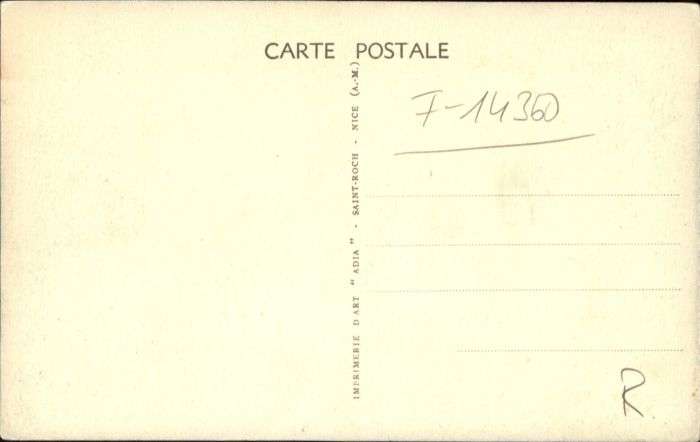 CARTE POSTALE
IMPRIMERIE D'ART "ADIA" - SAINT-ROCH - NICE (A.-M.)
F-14360
R